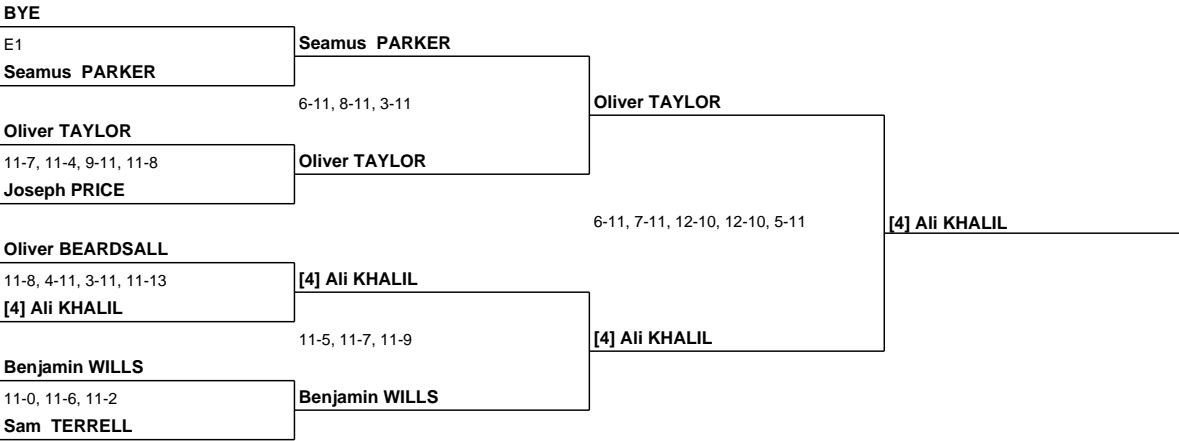 BYE
E1
Seamus PARKER
Seamus PARKER
6-11, 8-11, 3-11
Oliver TAYLOR
Oliver TAYLOR
11-7, 11-4, 9-11, 11-8
Oliver TAYLOR
Joseph PRICE
6-11, 7-11, 12-10, 12-10, 5-11
[4] Ali KHALIL
Oliver BEARDSALL
11-8, 4-11, 3-11, 11-13
[4] Ali KHALIL
[4] Ali KHALIL
11-5, 11-7, 11-9
[4] Ali KHALIL
Benjamin WILLS
11-0, 11-6, 11-2
Benjamin WILLS
Sam TERRELL